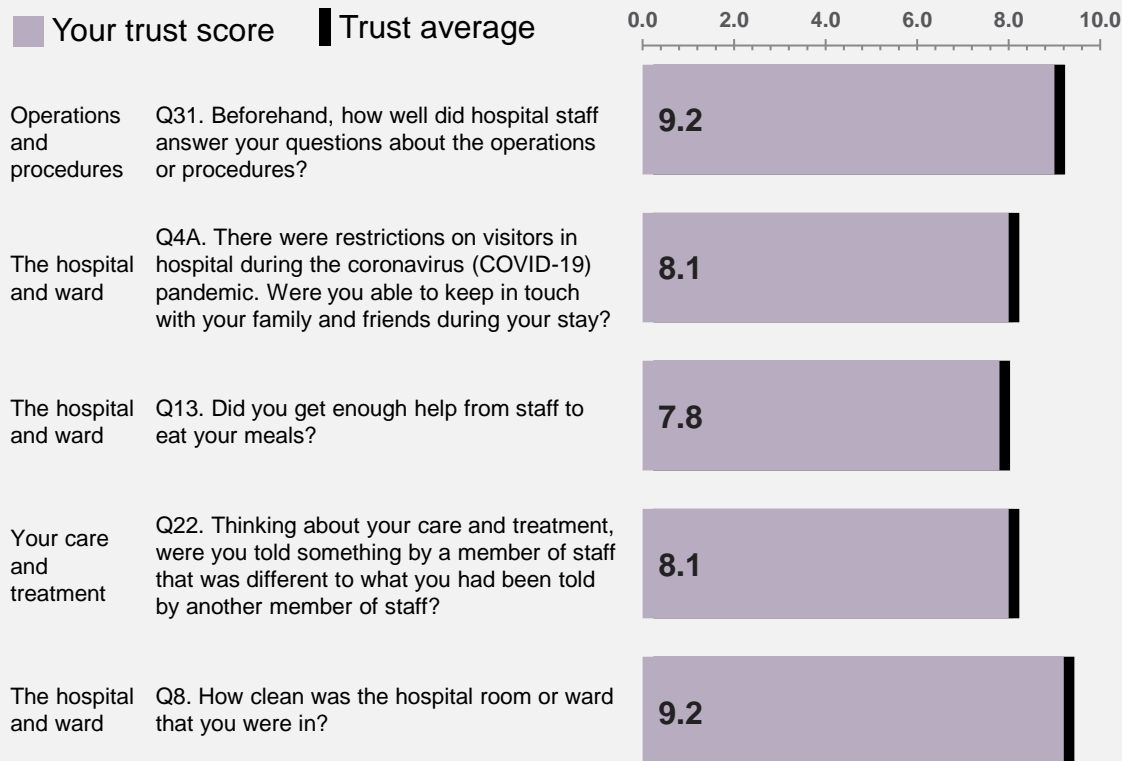 Your trust score
Trust average
0.0 2.0 4.0 6.0 8.0 10.0
Operations
and
procedures
Q31. Beforehand, how well did hospital staff
answer your questions about the operations
or procedures?
9.2
The hospital
and ward
Q4A. There were restrictions on visitors in
hospital during the coronavirus (COVID-19)
pandemic. Were you able to keep in touch
with your family and friends during your stay?
8.1
The hospital
and ward
Q13. Did you get enough help from staff to
eat your meals?
7.8
Your care
and
treatment
Q22. Thinking about your care and treatment,
were you told something by a member of staff
that was different to what you had been told
by another member of staff?
8.1
The hospital
and ward
Q8. How clean was the hospital room or ward
that you were in?
9.2